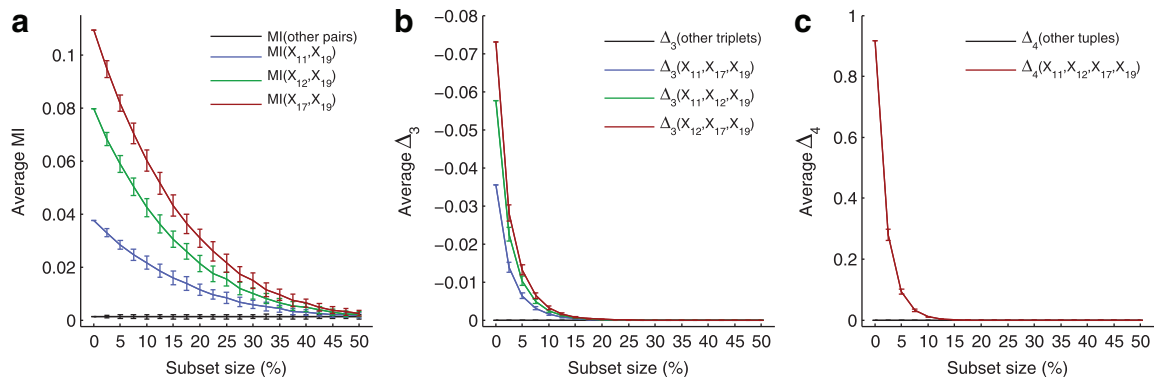 a
MI(other pairs)
MI(X11,X19)
MI(X12,X19)
MI(X17,X19)
Average MI
0.1
0.08
0.06
0.04
0.02
0
0 5 10 15 20 25 30 35 40 45 50
Subset size (%)
b
Δ3(other triplets)
Δ3(X11,X17,X19)
Δ3(X11,X12,X19)
Δ3(X12,X17,X19)
Average Δ3
−0.08
−0.07
−0.06
−0.05
−0.04
−0.03
−0.02
−0.01
0
0 5 10 15 20 25 30 35 40 45 50
Subset size (%)
c
Δ4(other tuples)
Δ4(X11,X12,X17,X19)
Average Δ4
1
0.8
0.6
0.4
0.2
0
0 5 10 15 20 25 30 35 40 45 50
Subset size (%)